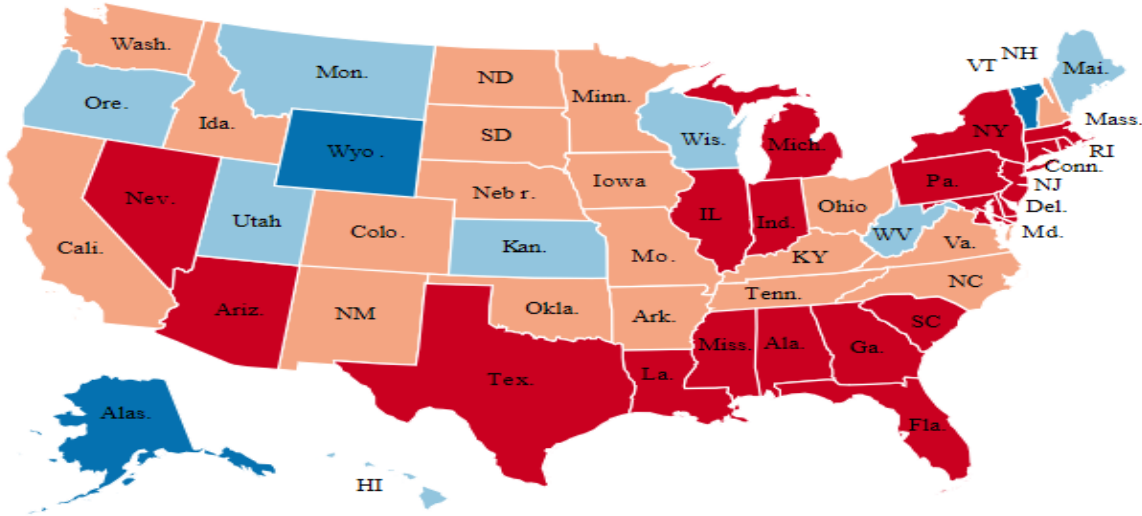 Wash.
Mon.
ND
Minn.
VT
NH
Mai.
Ore.
Ida.
SD
Wis.
Mich.
NY
Mass.
Wyo .
RI
Conn.
Nev.
Utah
Neb r.
Iowa
IL
Ind.
Ohio
Pa.
NJ
Del.
Md.
Cali.
Colo .
Kan.
Mo .
KY
WV
Va.
Ariz.
NM
Okla.
Ark.
Tenn.
NC
SC
Tex.
La.
Miss.
Ala.
Ga.
Fla.
Alas.
HI